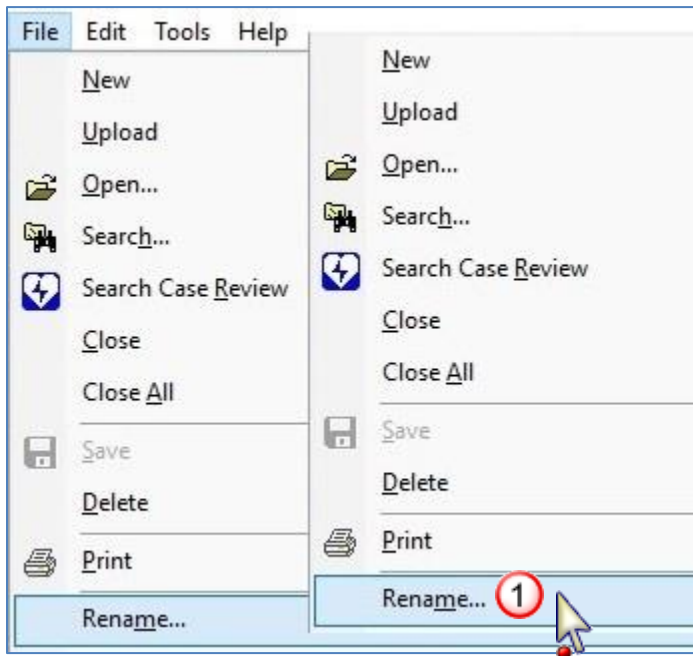 File Edit Tools Help
New
Upload
Open...
Search...
Search Case Review
Close
Close All
Save
Delete
Print
Rename...
New
Upload
Open...
Search...
Search Case Review
Close
Close All
Save
Delete
Print
Rename... 1